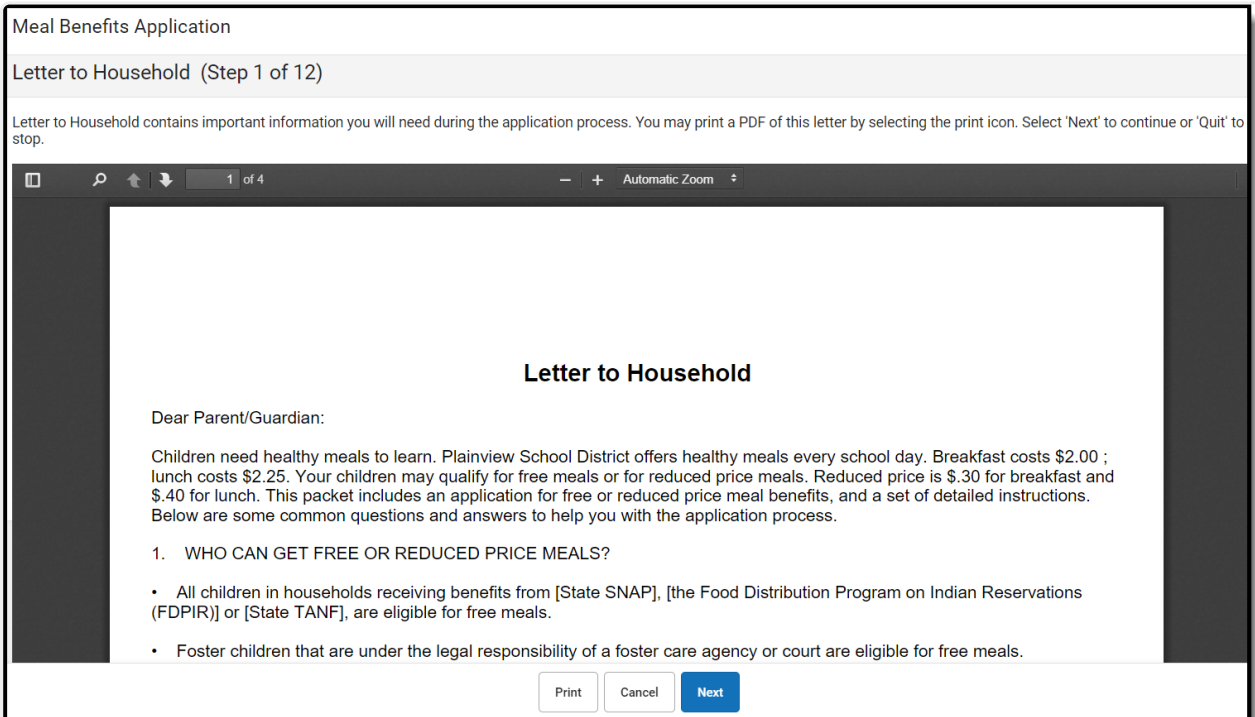 Meal Benefits Application
Letter to Household (Step 1 of 12)
Letter to Household contains important information you will need during the application process. You may print a PDF of this letter by selecting the print icon. Select 'Next' to continue or 'Quit' to
stop.
1 of 4
Automatic Zoom
Letter to Household
Dear Parent/Guardian:
Children need healthy meals to learn. Plainview School District offers healthy meals every school day. Breakfast costs $2.00 ;
lunch costs $2.25. Your children may qualify for free meals or for reduced price meals. Reduced price is $.30 for breakfast and
$.40 for lunch. This packet includes an application for free or reduced price meal benefits, and a set of detailed instructions.
Below are some common questions and answers to help you with the application process.
1. WHO CAN GET FREE OR REDUCED PRICE MEALS?
• All children in households receiving benefits from [State SNAP], [the Food Distribution Program on Indian Reservations
(FDPIR)] or [State TANF], are eligible for free meals.
• Foster children that are under the legal responsibility of a foster care agency or court are eligible for free meals.
Print Cancel Next